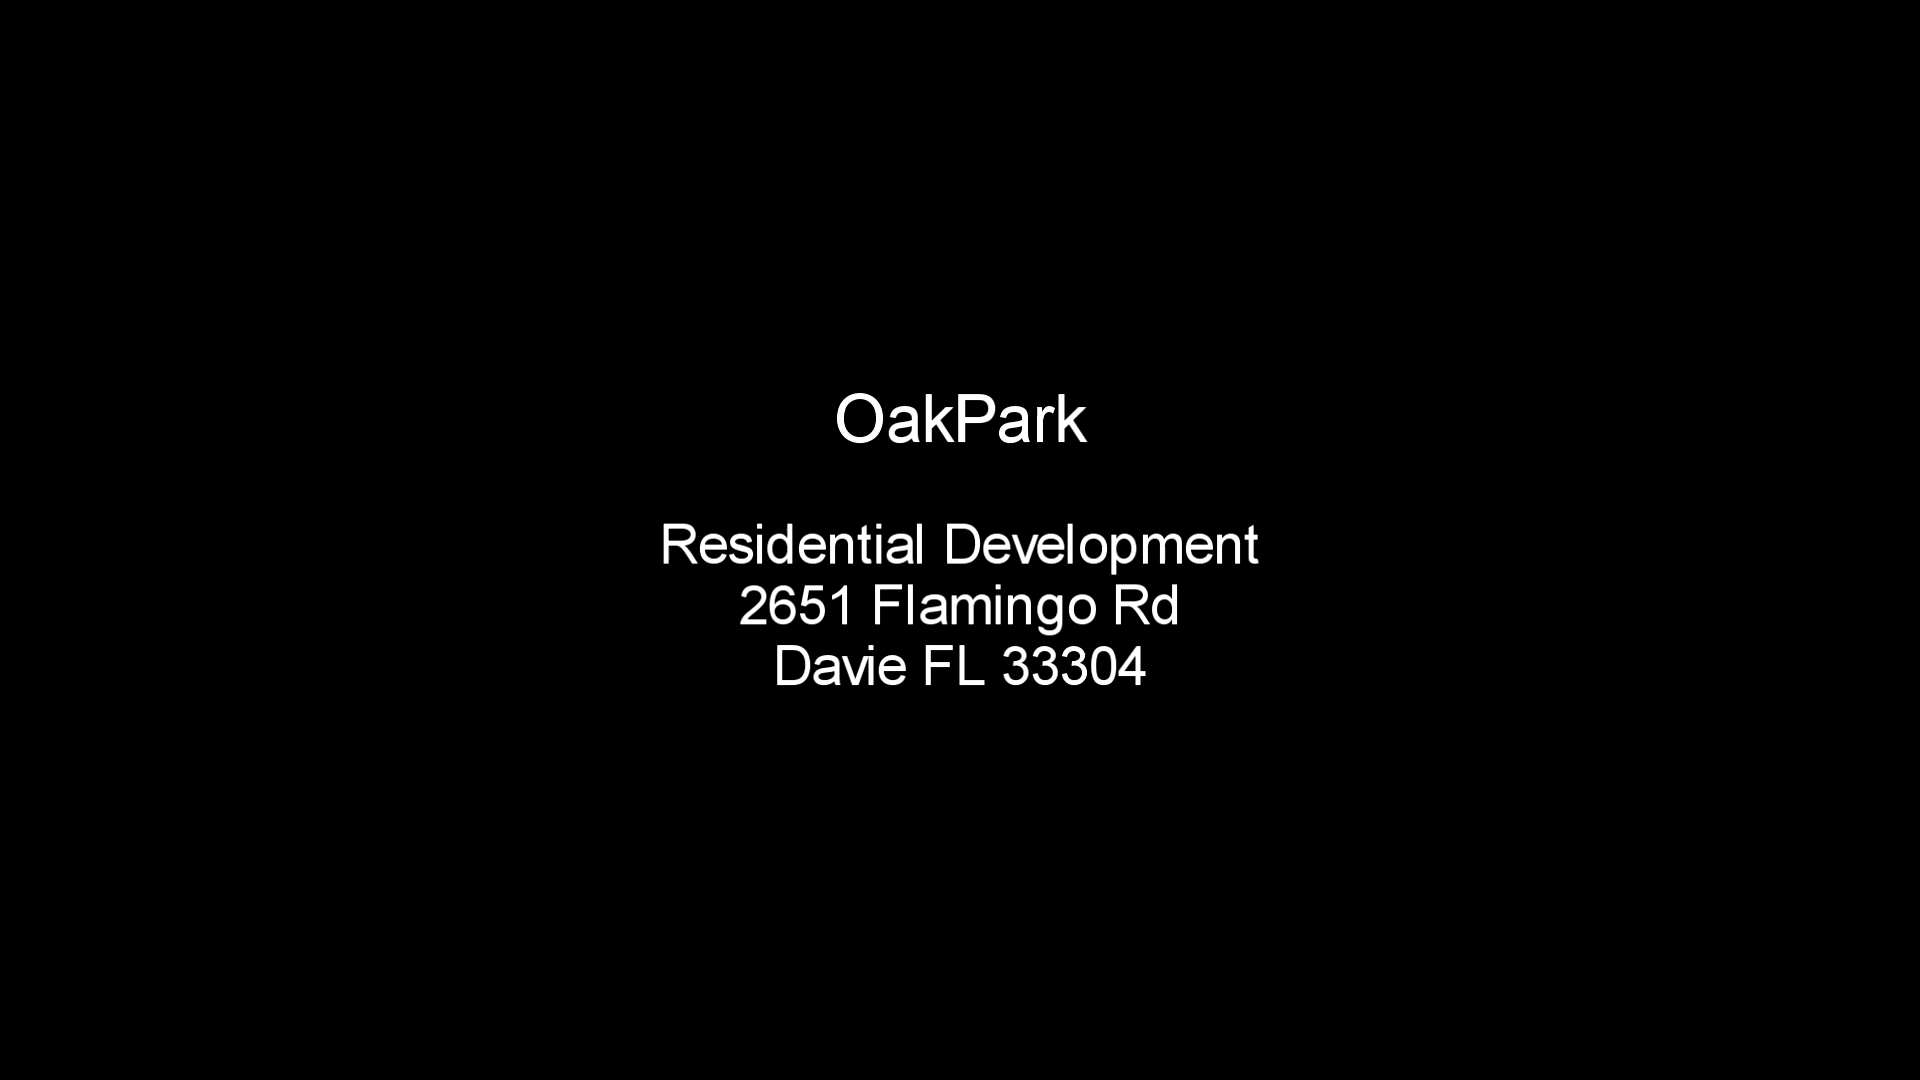 OakPark
Residential Development
2651 Flamingo Rd
Davie FL 33304